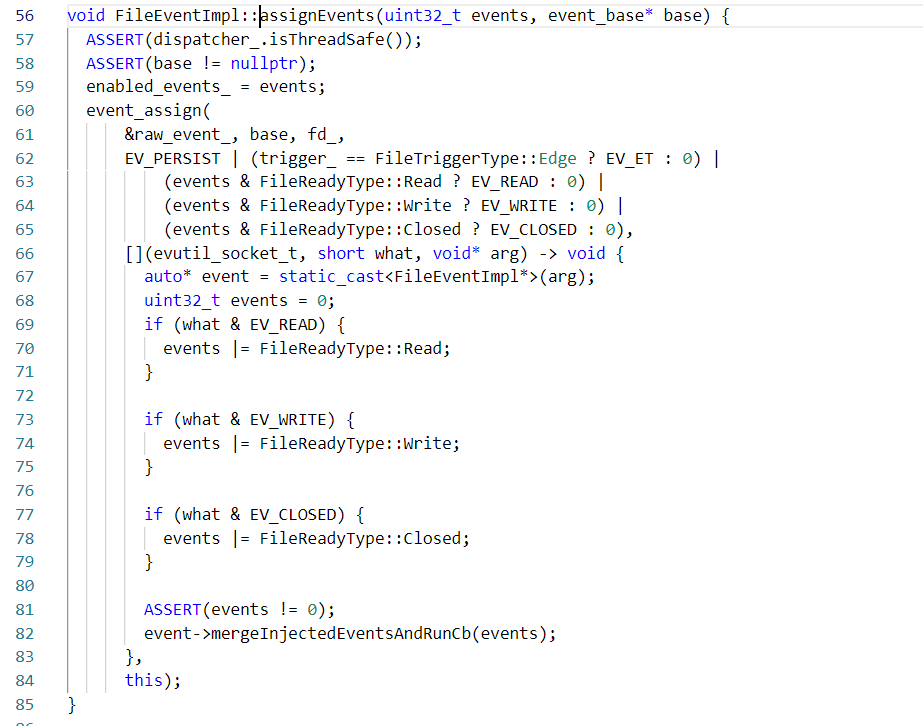 56 void FileEventImpl::assignEvents(uint32_t events, event_base* base) {
57   ASSERT(dispatcher_.isThreadSafe());
58   ASSERT(base != nullptr);
59   enabled_events_ = events;
60   event_assign(
61       &raw_event_, base, fd_,
62       EV_PERSIST | (trigger_ == FileTriggerType::Edge ? EV_ET : 0) |
63           (events & FileReadyType::Read ? EV_READ : 0) |
64           (events & FileReadyType::Write ? EV_WRITE : 0) |
65           (events & FileReadyType::Closed ? EV_CLOSED : 0),
66       [](evutil_socket_t, short what, void* arg) -> void {
67         auto* event = static_cast<FileEventImpl*>(arg);
68         uint32_t events = 0;
69         if (what & EV_READ) {
70           events |= FileReadyType::Read;
71         }
72
73         if (what & EV_WRITE) {
74           events |= FileReadyType::Write;
75         }
76
77         if (what & EV_CLOSED) {
78           events |= FileReadyType::Closed;
79         }
80
81         ASSERT(events != 0);
82         event->mergeInjectedEventsAndRunCb(events);
83       },
84       this);
85 }